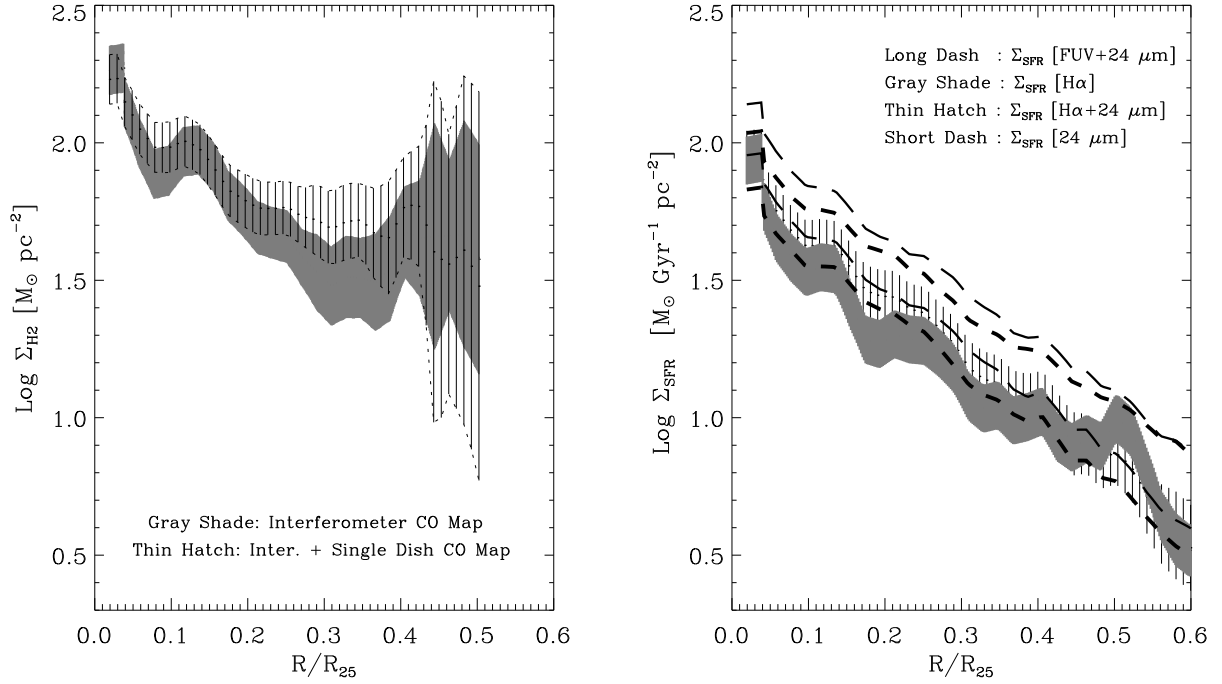 2.5
2.0
1.5
1.0
0.5
Log Σ_H2 [M⊙ pc⁻²]
Gray Shade: Interferometer CO Map
Thin Hatch: Inter. + Single Dish CO Map
0.0 0.1 0.2 0.3 0.4 0.5 0.6
R/R₂₅
2.5
2.0
1.5
1.0
0.5
Log Σ_SFR [M⊙ Gyr⁻¹ pc⁻²]
Long Dash : Σ_SFR [FUV+24 μm]
Gray Shade : Σ_SFR [Hα]
Thin Hatch : Σ_SFR [Hα+24 μm]
Short Dash : Σ_SFR [24 μm]
0.0 0.1 0.2 0.3 0.4 0.5 0.6
R/R₂₅